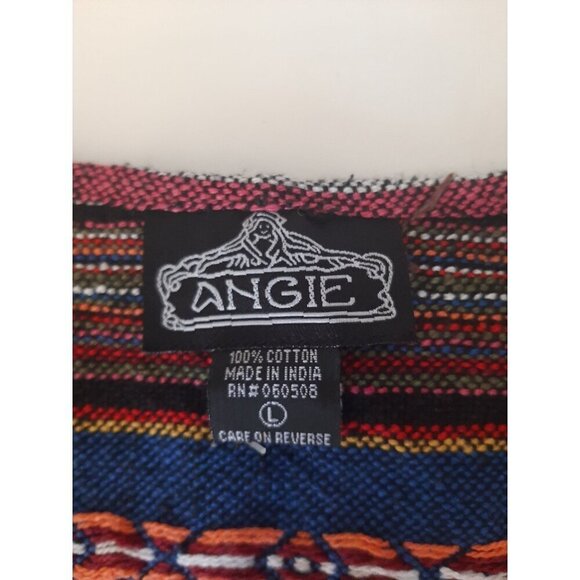 ANGIE
100% COTTON
MADE IN INDIA
RN# 060508
L
CARE ON REVERSE